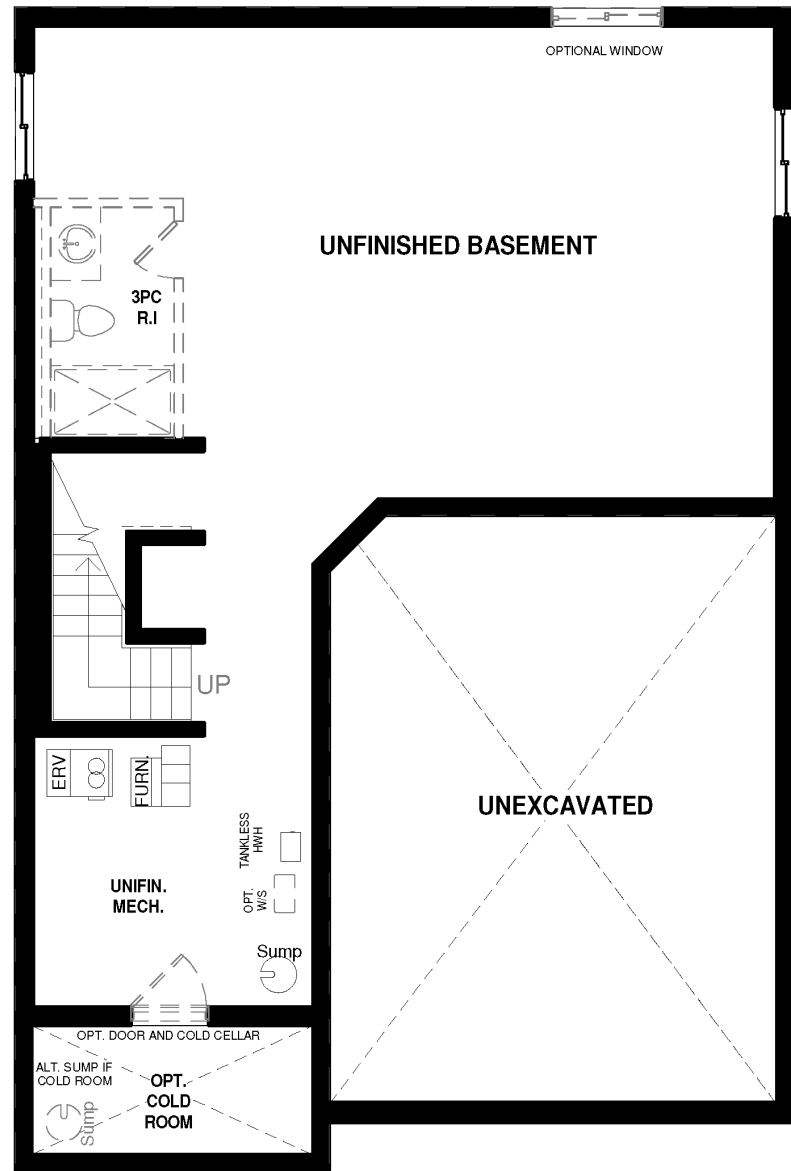 OPTIONAL WINDOW
UNFINISHED BASEMENT
3PC
R.I
UP
ERV
FURN.
UNEXCAVATED
TANKLESS
HWH
UNIFIN.
MECH.
OPT.
W/S
Sump
OPT. DOOR AND COLD CELLAR
ALT. SUMP IF
COLD ROOM
OPT.
COLD
ROOM
Sump